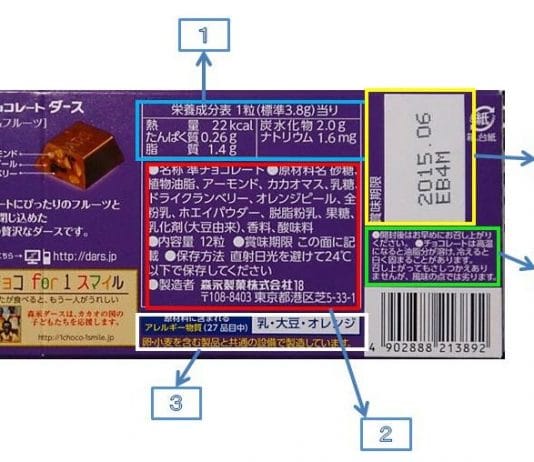 1
栄養成分表 1粒(標準3.8g)当り
熱 量 22kcal 炭水化物 2.0g
たんぱく質 0.26g ナトリウム 1.6mg
脂 質 1.4g
コレート ダース
&フルーツ]
モンド
ベリー
ートにぴったりのフルーツと
閉じ込めた
贅沢なダースです。
http://dars.jp
チョコ for 1 スマイル
たが食べると、もう一人がうれしい
森永ダースは、カカオの国の
子どもたちを応援します。
http://1choco-1smile.jp
●名称 準チョコレート ●原材料名 砂糖、
植物油脂、アーモンド、カカオマス、乳糖、
ドライクランベリー、オレンジピール、全
粉乳、ホエイパウダー、脱脂粉乳、果糖、
乳化剤(大豆由来)、香料、酸味料
●内容量 12粒 ●賞味期限 この面に記
載 ●保存方法 直射日光を避けて24℃
以下で保存してください
●製造者 森永製菓株式会社18
〒108-8403 東京都港区芝5-33-1
原材料に含まれる
アレルギー物質(27品目中) 乳・大豆・オレンジ
卵・小麦を含む製品と共通の設備で製造しています。
賞味期限
2015.06
EB4M
紙
箱、台紙
●開封後はお早めにお召し上がり
ください。 ●チョコレートは高温
になると油脂分が溶け、冷えると
白く固まることがあります。
召し上がってもさしつかえあり
ませんが、風味の点では劣ります。
4 902888 213892
3
2